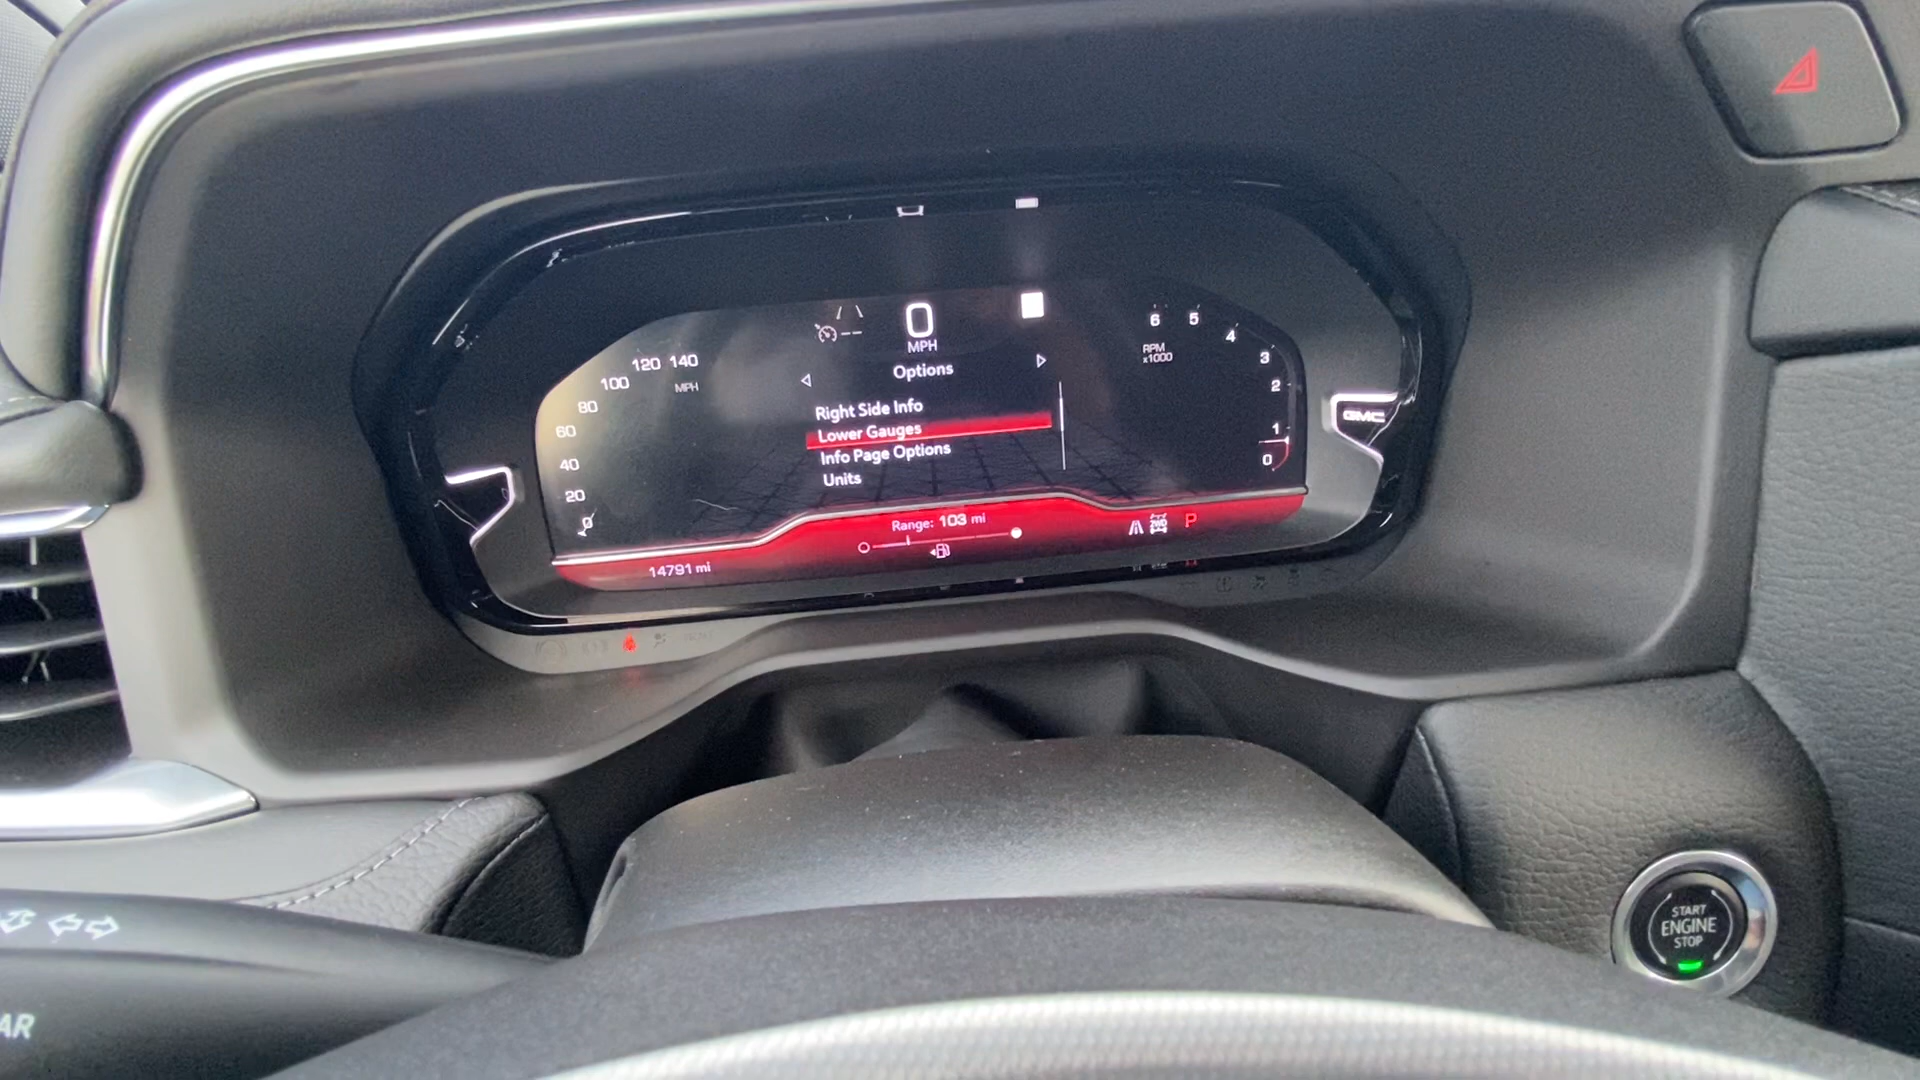 0
MPH
Options
Right Side Info
Lower Gauges
Info Page Options
Units
140
120
100
80
60
40
20
0
MPH
6
5
4
3
2
1
0
RPM
x1000
GMC
Range: 103 mi
2WD
P
14791 mi
START
ENGINE
STOP
AR